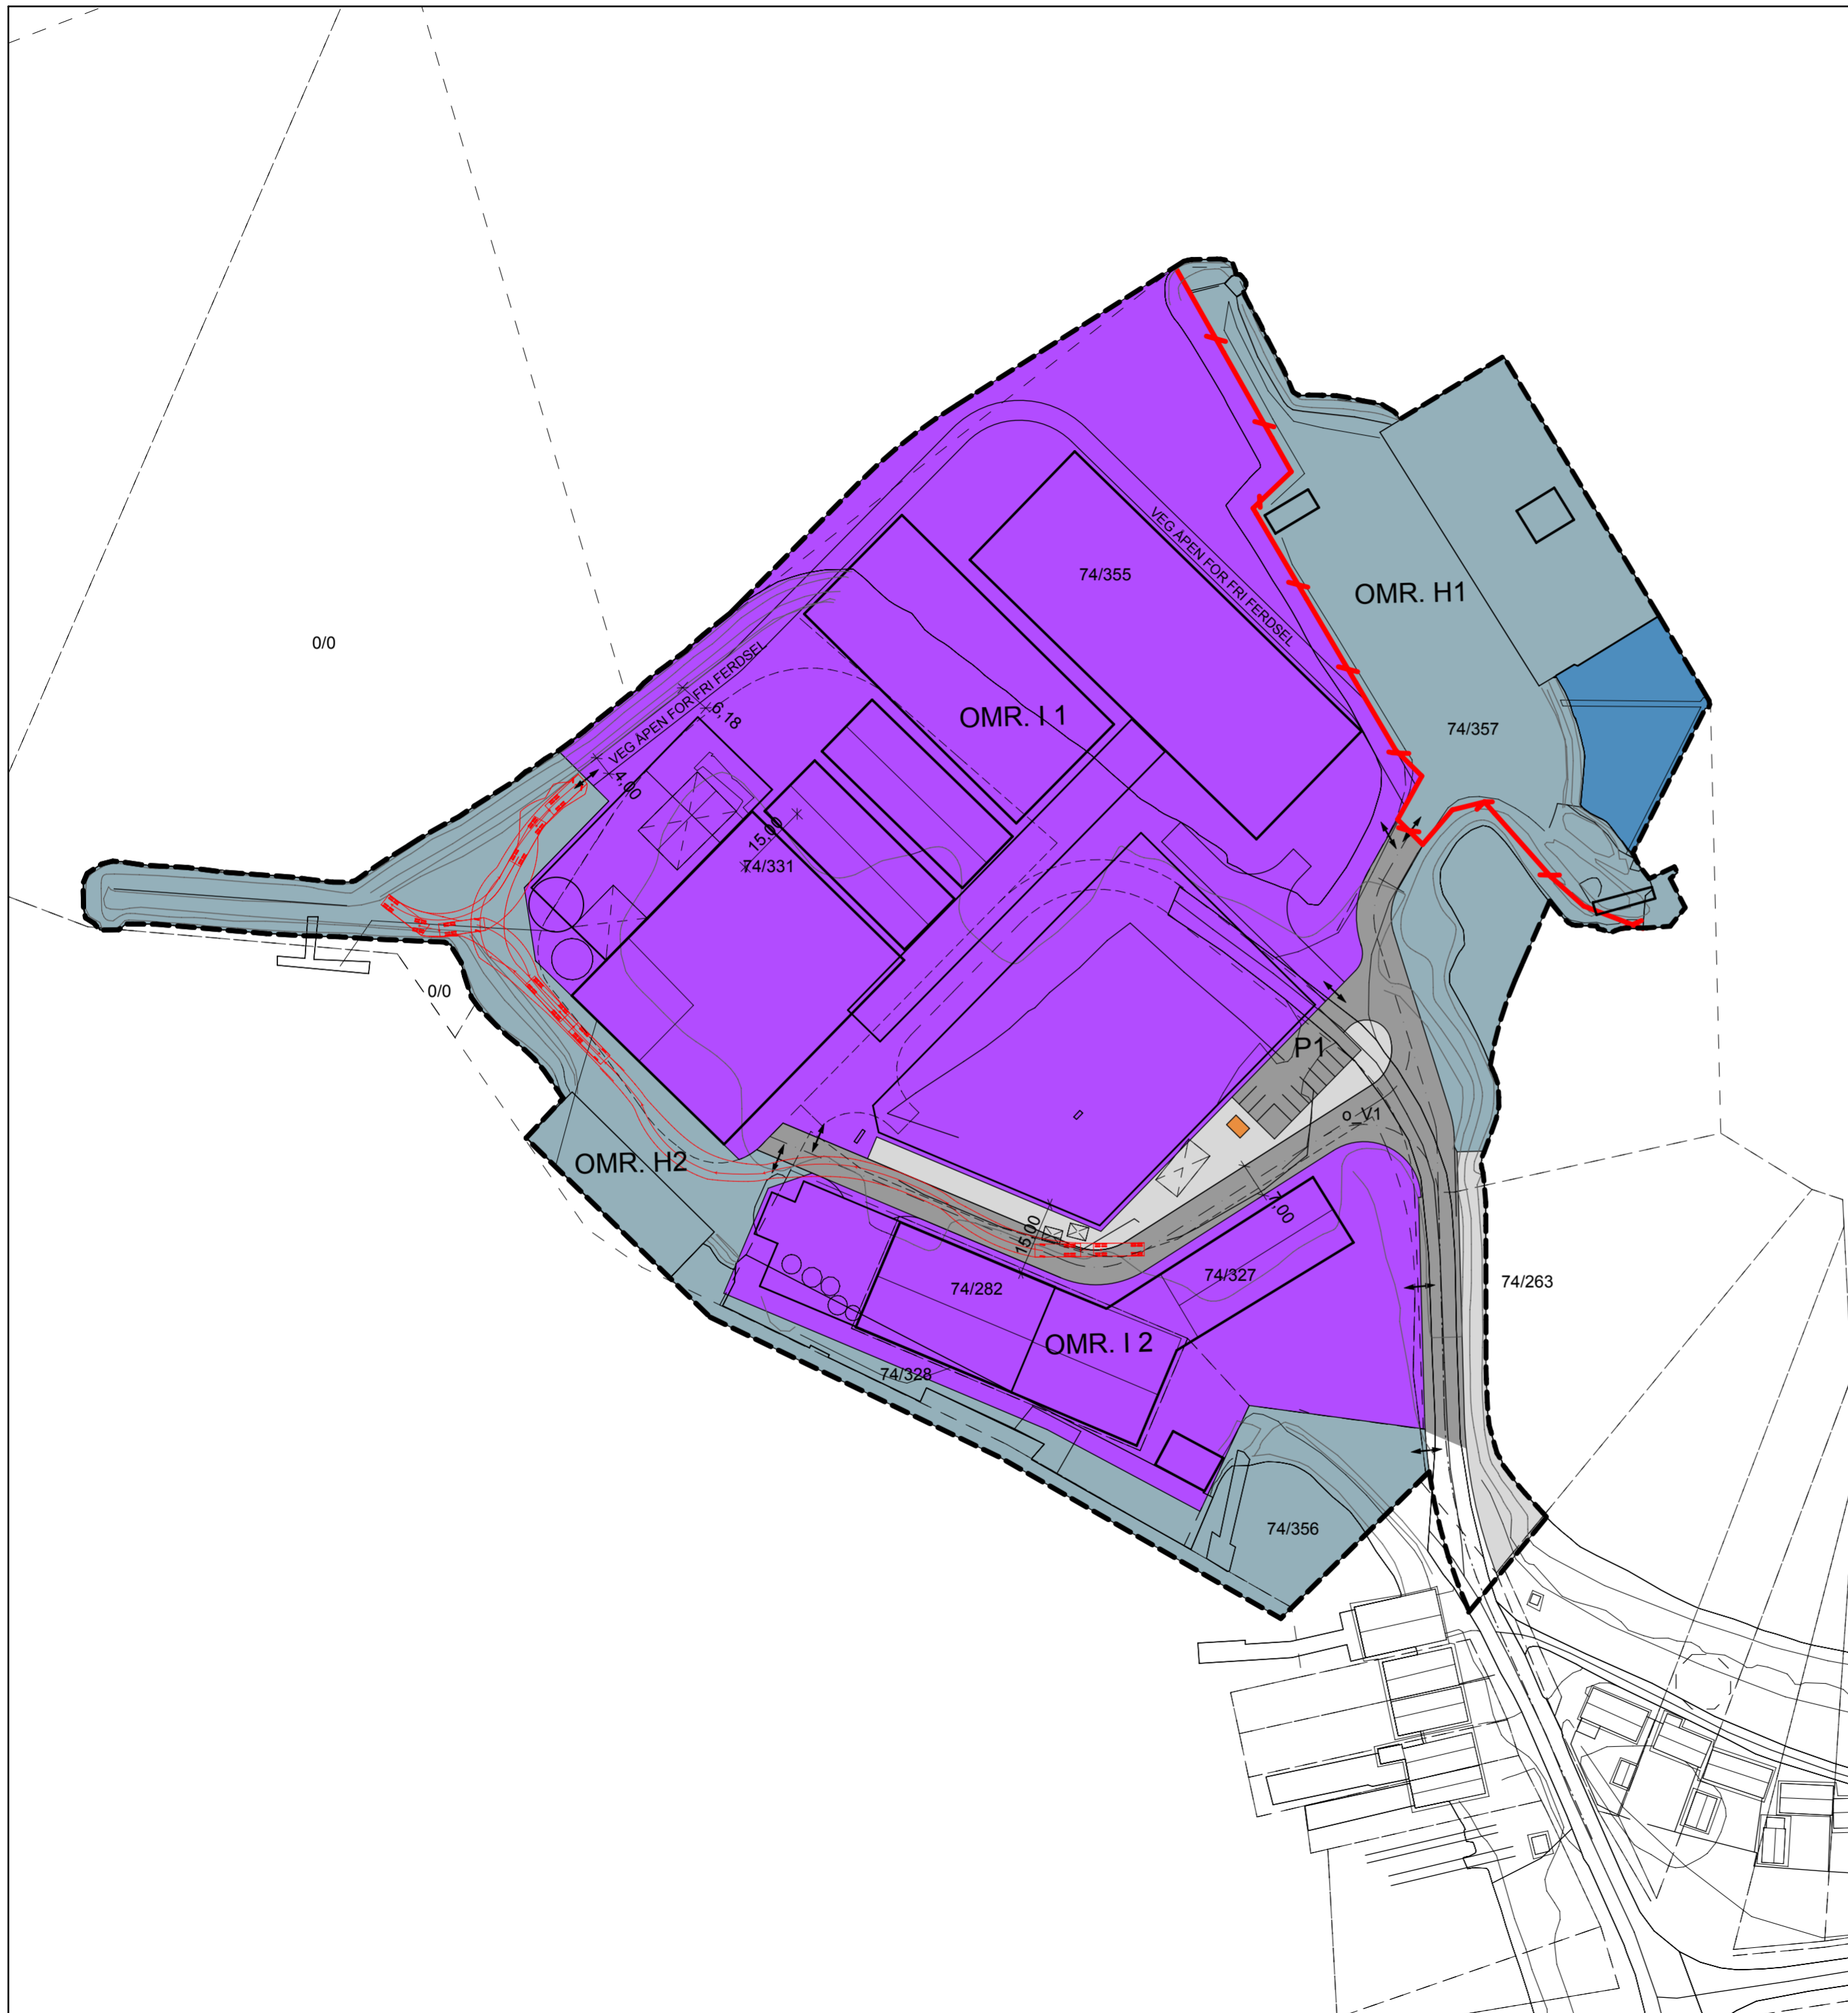 VEG ÅPEN FOR FRI FERDSEL
74/355
OMR. H1
0/0
VEG ÅPEN FOR FRI FERDSEL
OMR. I 1
6,18
74/357
4,00
15,00
74/331
0/0
P1
o_V1
OMR. H2
7,00
15,00
74/327
74/263
74/282
OMR. I 2
74/328
74/356